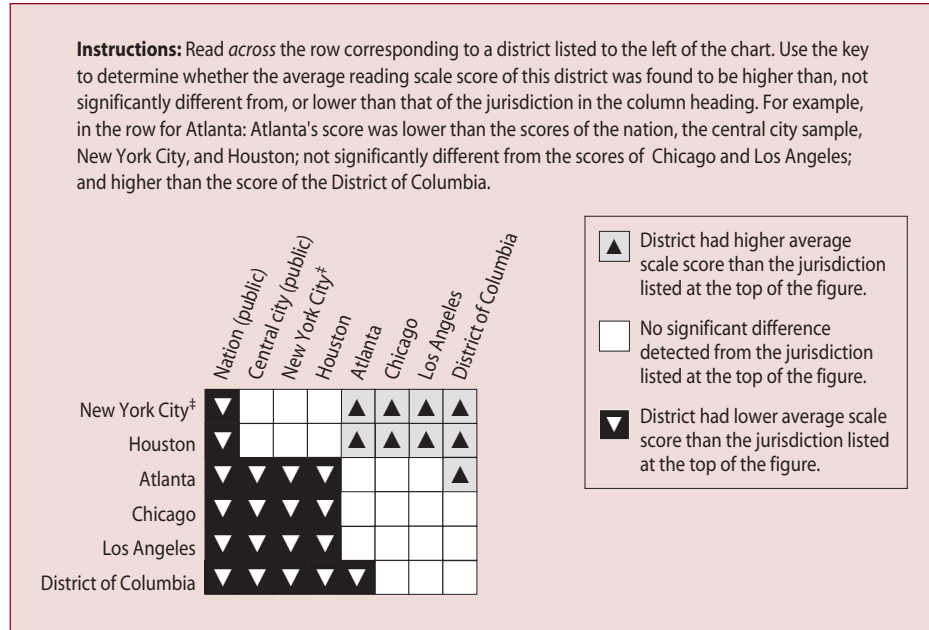 Instructions: Read across the row corresponding to a district listed to the left of the chart. Use the key
to determine whether the average reading scale score of this district was found to be higher than, not
significantly different from, or lower than that of the jurisdiction in the column heading. For example,
in the row for Atlanta: Atlanta's score was lower than the scores of the nation, the central city sample,
New York City, and Houston; not significantly different from the scores of Chicago and Los Angeles;
and higher than the score of the District of Columbia.
Nation (public)
Central city (public)
New York City‡
Houston
Atlanta
Chicago
Los Angeles
District of Columbia
New York City‡
Houston
Atlanta
Chicago
Los Angeles
District of Columbia
District had higher average
scale score than the jurisdiction
listed at the top of the figure.
No significant difference
detected from the jurisdiction
listed at the top of the figure.
District had lower average scale
score than the jurisdiction listed
at the top of the figure.